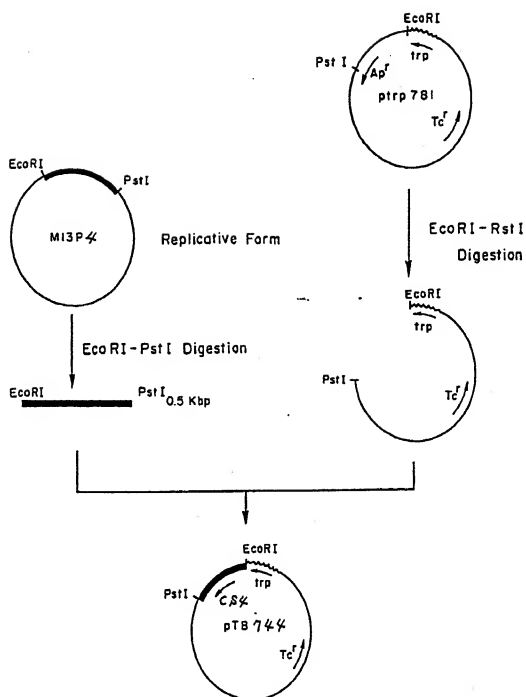 EcoRI
Pst I
Apr
trp
ptrp 781
Tcr
EcoRI
PstI
M13P4
Replicative Form
EcoRI-RstI
Digestion
EcoRI-PstI Digestion
EcoRI
PstI
0.5 Kbp
EcoRI
trp
PstI
Tcr
EcoRI
PstI
trp
CS4
pTB 744
Tcr